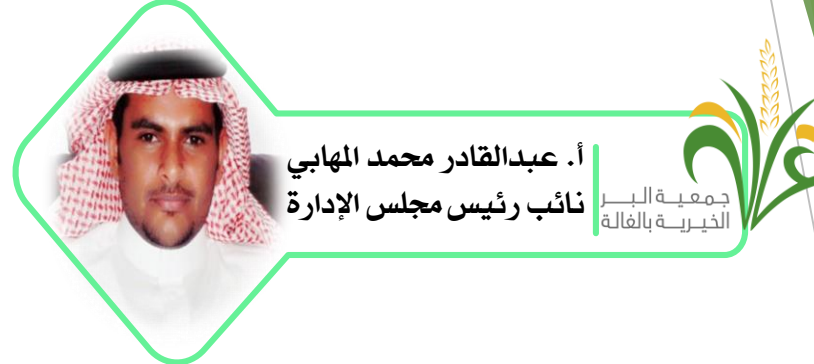 أ. عبدالقادر محمد المهابي
نائب رئيس مجلس الإدارة
جمعية البر
الخيرية بالغالة